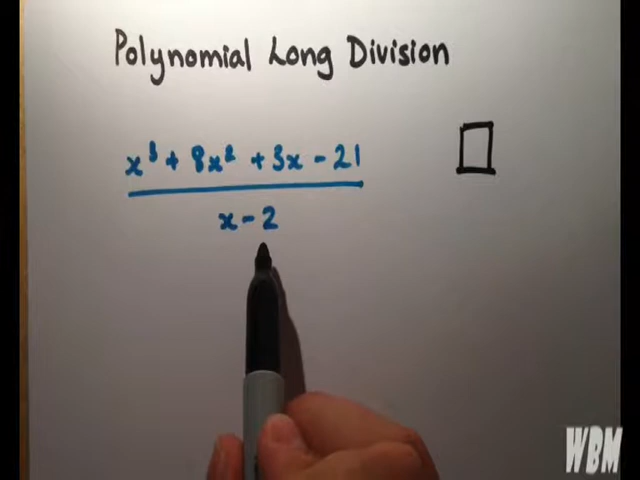 Polynomial Long Division
x³ + 8x² + 3x - 21
x - 2
WBM